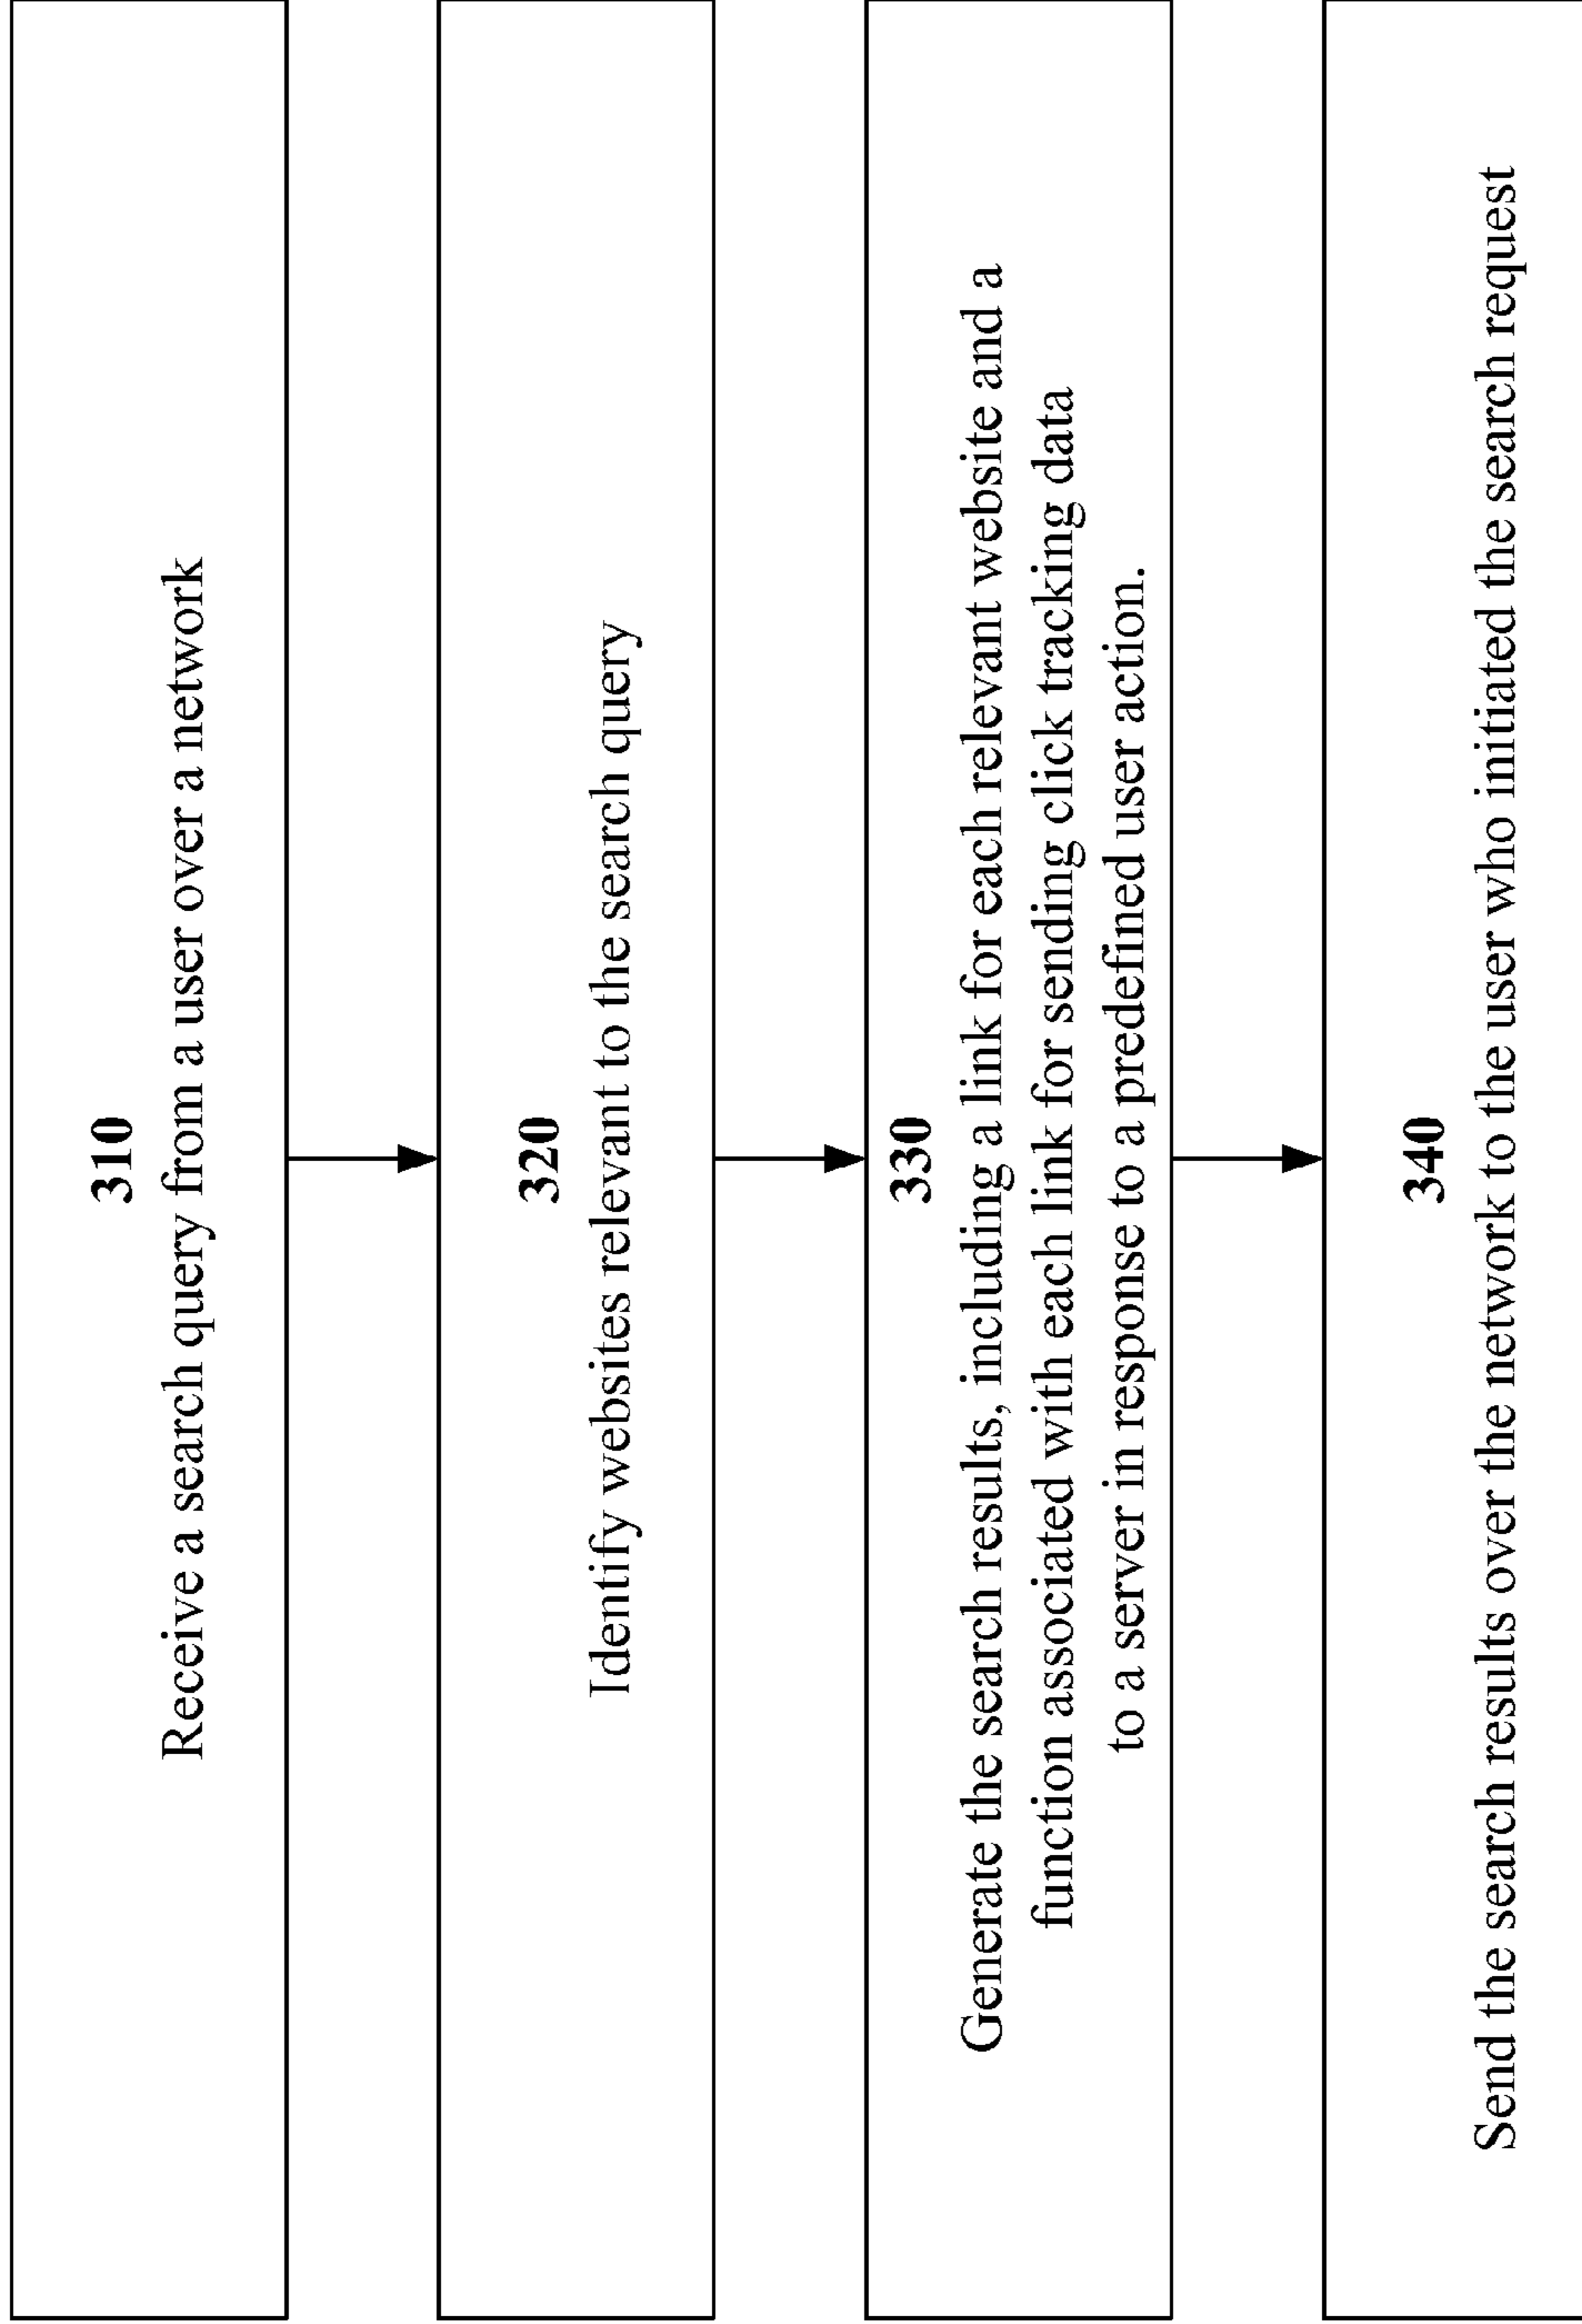 310
Receive a search query from a user over a network
320
Identify websites relevant to the search query
330
Generate the search results, including a link for each relevant website and a
function associated with each link for sending click tracking data
to a server in response to a predefined user action.
340
Send the search results over the network to the user who initiated the search request